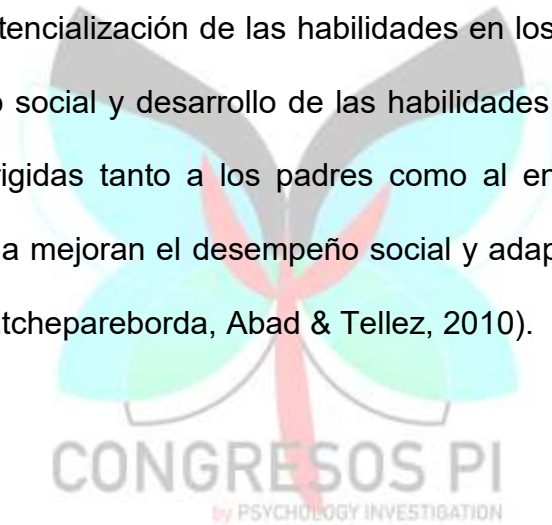 tencialización de las habilidades en los
o social y desarrollo de las habilidades
rigidas tanto a los padres como al en
a mejoran el desempeño social y adap
tchepareborda, Abad & Tellez, 2010).
CONGRESOS PI
by PSYCHOLOGY INVESTIGATION